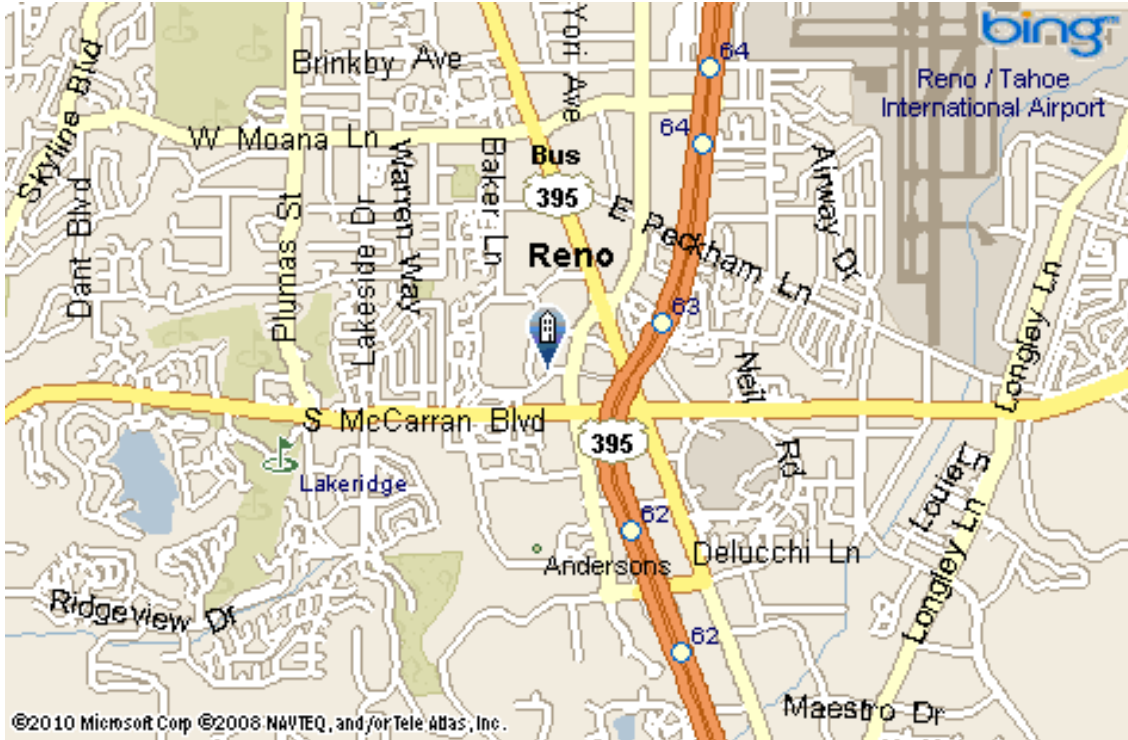 bing™
Reno / Tahoe
International Airport
64
Brinkby Ave
Yori Ave
Skyline Blvd
W Moana Ln
64
Bus
395
Dant Blvd
Plumas St
Lakeside Dr
Warren Way
Baker Ln
E Peckham Ln
Airway Dr
Reno
63
Neil Rd
Longley Ln
S McCarran Blvd
395
Lakeridge
62
Andersons
Delucchi Ln
Longley Ln
Ridgeview Dr
62
Maestro Dr
©2010 Microsoft Corp ©2008 NAVTEQ, and/or Tele Atlas, Inc.